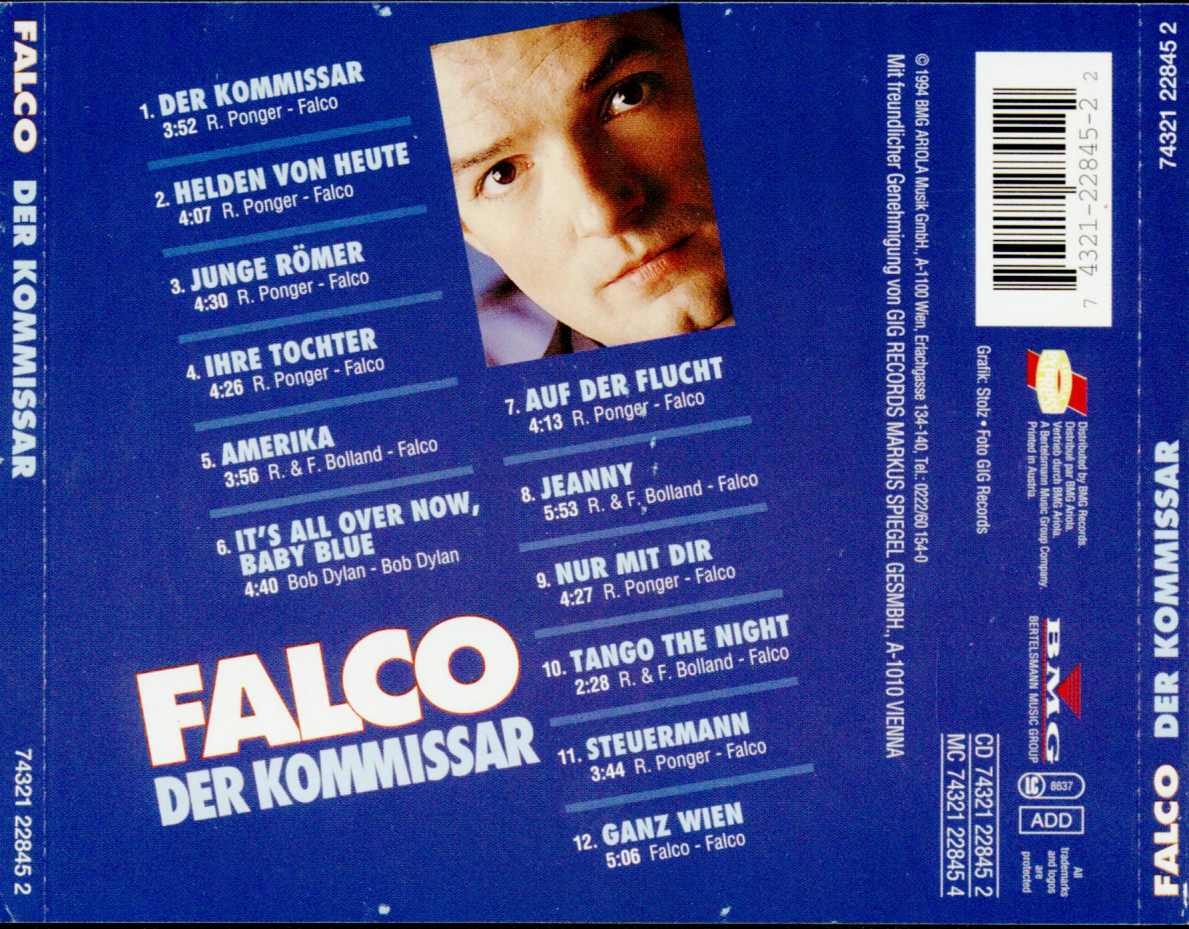 FALCO DER KOMMISSAR
74321 22845 2
1. DER KOMMISSAR
3:52 R. Ponger - Falco
2. HELDEN VON HEUTE
4:07 R. Ponger - Falco
3. JUNGE RÖMER
4:30 R. Ponger - Falco
4. IHRE TOCHTER
4:26 R. Ponger - Falco
5. AMERIKA
3:56 R. & F. Bolland - Falco
6. IT'S ALL OVER NOW,
BABY BLUE
4:40 Bob Dylan - Bob Dylan
7. AUF DER FLUCHT
4:13 R. Ponger - Falco
8. JEANNY
5:53 R. & F. Bolland - Falco
9. NUR MIT DIR
4:27 R. Ponger - Falco
10. TANGO THE NIGHT
2:28 R. & F. Bolland - Falco
11. STEUERMANN
3:44 R. Ponger - Falco
12. GANZ WIEN
5:06 Falco - Falco
FALCO
DER KOMMISSAR
© 1994 BMG ARIOLA Musik GmbH., A-1100 Wien, Erlachgasse 134-140, Tel.: 0222/60 154-0
Mit freundlicher Genehmigung von GIG RECORDS MARKUS SPIEGEL GESMBH., A-1010 VIENNA
7 4321-22845-2 2
Grafik: Stolz • Foto GIG Records
Distributed by BMG Records.
Distribué par BMG Ariola.
Vertrieb durch BMG Ariola.
A Bertelsmann Music Group Company.
Printed in Austria.
BMG
BERTELSMANN MUSIC GROUP
CD 74321 22845 2
MC 74321 22845 4
LC 8637
ADD
All
trademarks
and logos
are
protected
74321 22845 2
FALCO DER KOMMISSAR